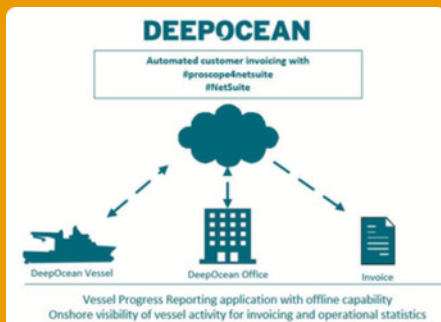 DEEPOCEAN
Automated customer invoicing with
#proscope4netsuite
#NetSuite
DeepOcean Vessel
DeepOcean Office
Invoice
Vessel Progress Reporting application with offline capability
Onshore visibility of vessel activity for invoicing and operational statistics